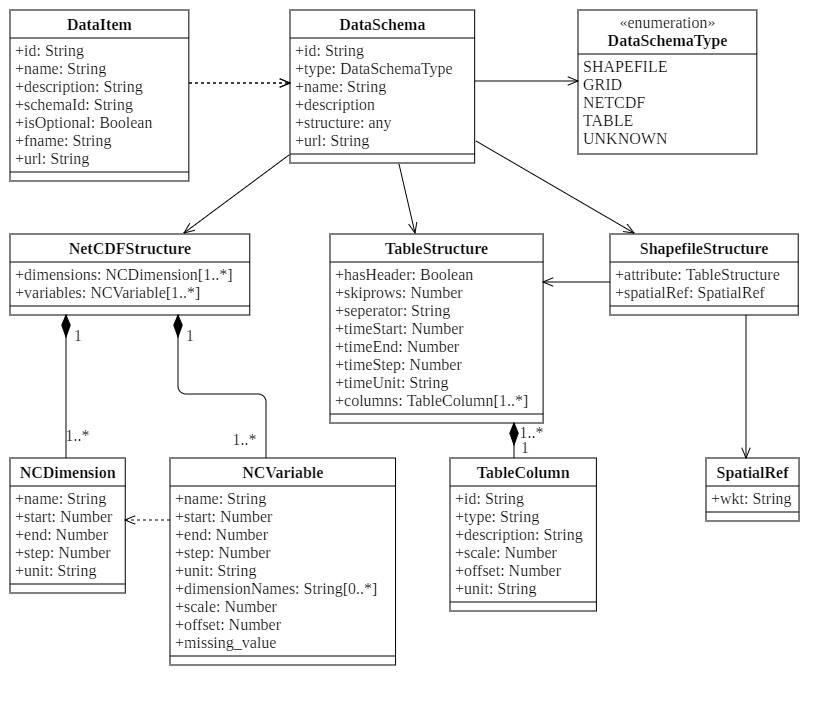 DataItem
+id: String
+name: String
+description: String
+schemaId: String
+isOptional: Boolean
+fname: String
+url: String
DataSchema
+id: String
+type: DataSchemaType
+name: String
+description
+structure: any
+url: String
«enumeration»
DataSchemaType
SHAPEFILE
GRID
NETCDF
TABLE
UNKNOWN
NetCDFStructure
+dimensions: NCDimension[1..*]
+variables: NCVariable[1..*]
TableStructure
+hasHeader: Boolean
+skiprows: Number
+seperator: String
+timeStart: Number
+timeEnd: Number
+timeStep: Number
+timeUnit: String
+columns: TableColumn[1..*]
ShapefileStructure
+attribute: TableStructure
+spatialRef: SpatialRef
1
1
1..*
1..*
1..*
1
NCDimension
+name: String
+start: Number
+end: Number
+step: Number
+unit: String
NCVariable
+name: String
+start: Number
+end: Number
+step: Number
+unit: String
+dimensionNames: String[0..*]
+scale: Number
+offset: Number
+missing_value
TableColumn
+id: String
+type: String
+description: String
+scale: Number
+offset: Number
+unit: String
SpatialRef
+wkt: String